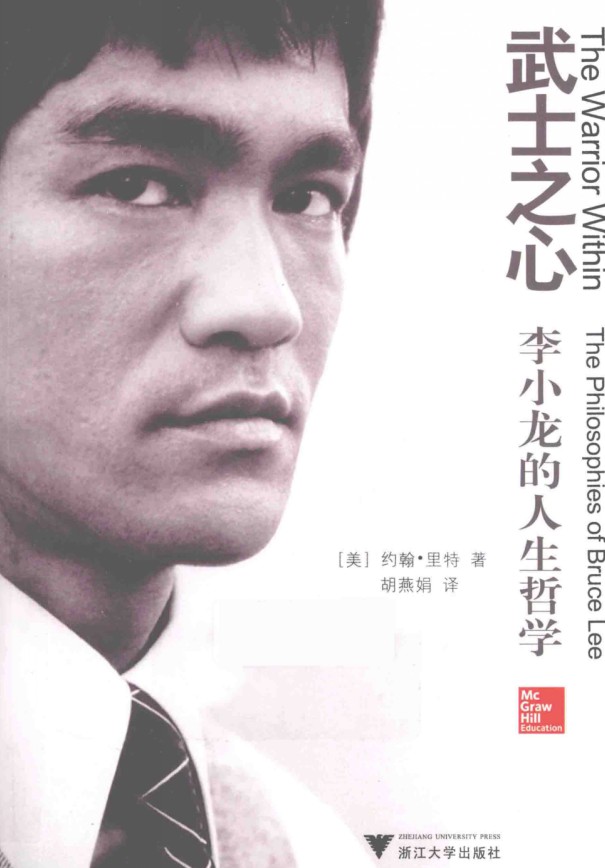 The Warrior Within
武士之心
The Philosophies of Bruce Lee
李小龙的人生哲学
[美] 约翰•里特 著
胡燕娟 译
Mc
Graw
Hill
Education
ZHEJIANG UNIVERSITY PRESS
浙江大学出版社